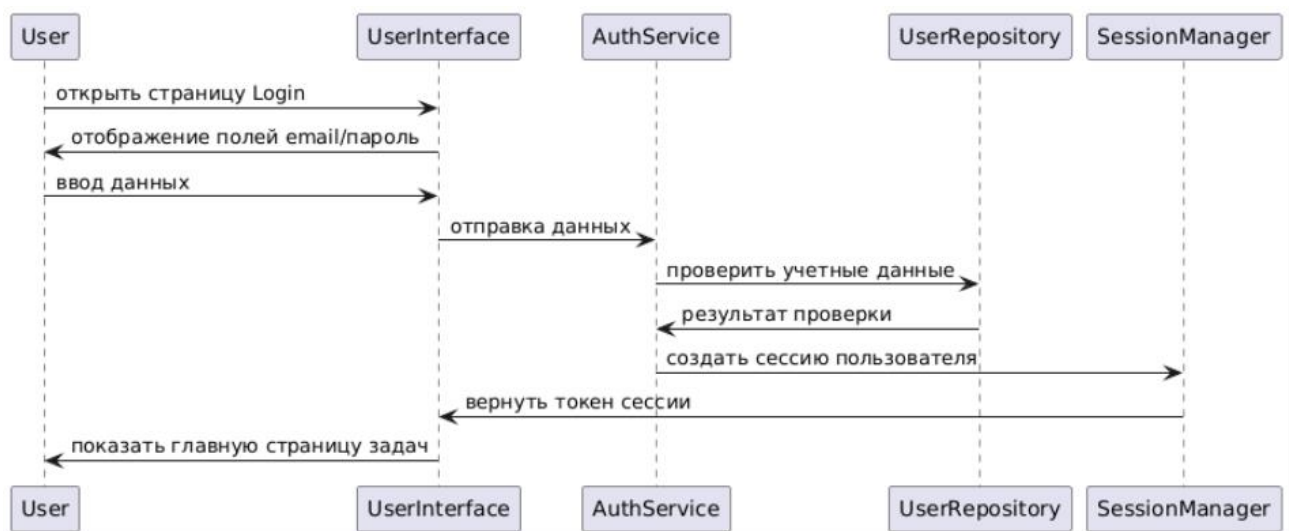 User UserInterface AuthService UserRepository SessionManager
открыть страницу Login
отображение полей email/пароль
ввод данных
отправка данных
проверить учетные данные
результат проверки
создать сессию пользователя
вернуть токен сессии
показать главную страницу задач
User UserInterface AuthService UserRepository SessionManager